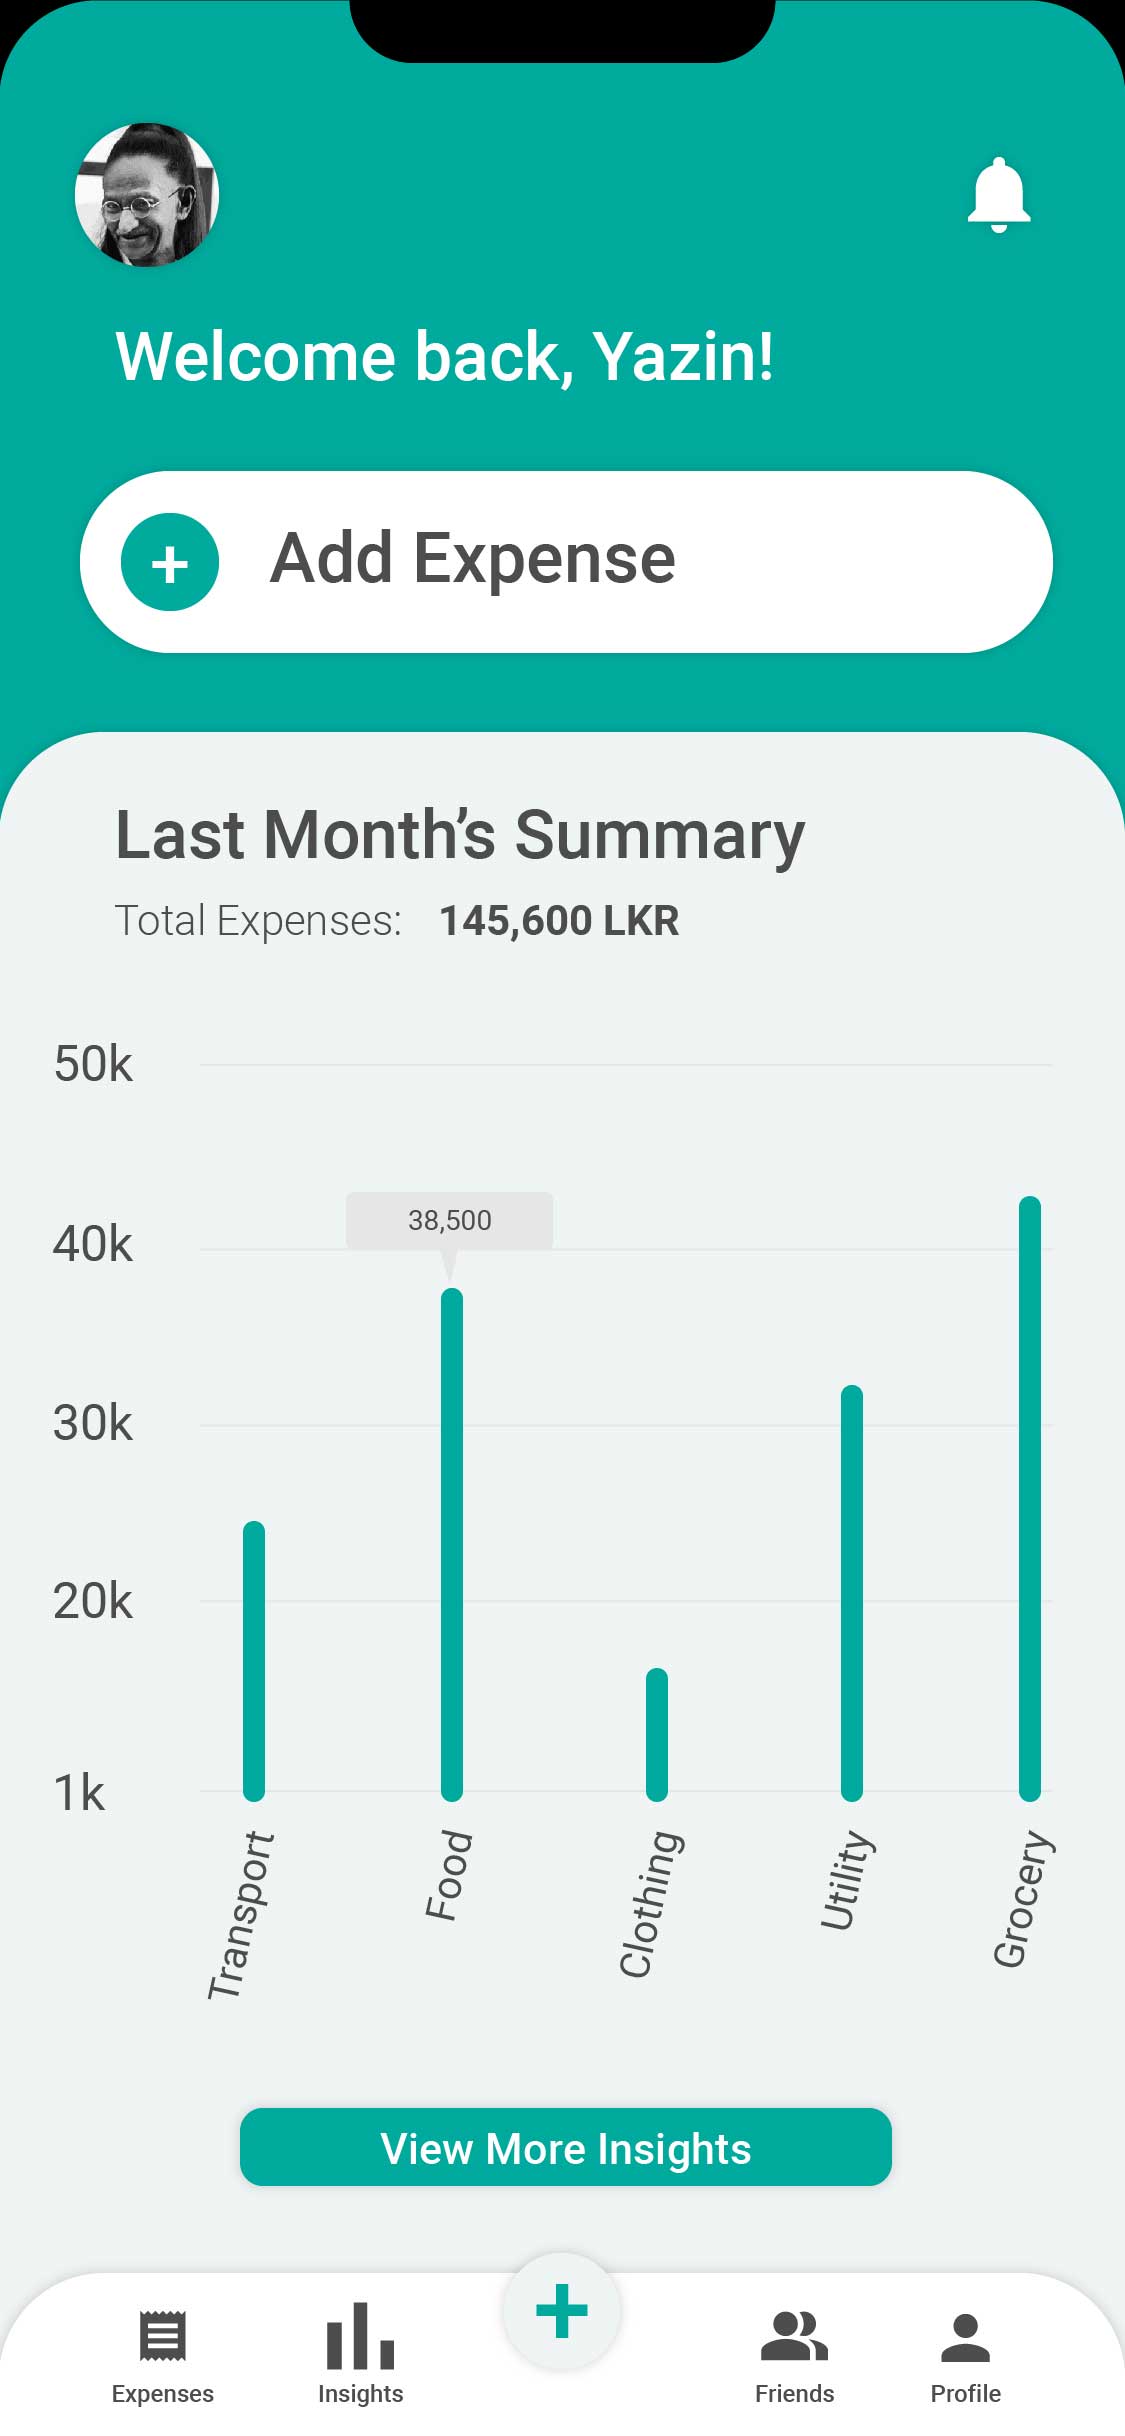 Welcome back, Yazin!
+ Add Expense
Last Month’s Summary
Total Expenses: 145,600 LKR
50k
38,500
40k
30k
20k
1k
Transport
Food
Clothing
Utility
Grocery
View More Insights
+
Expenses
Insights
Friends
Profile